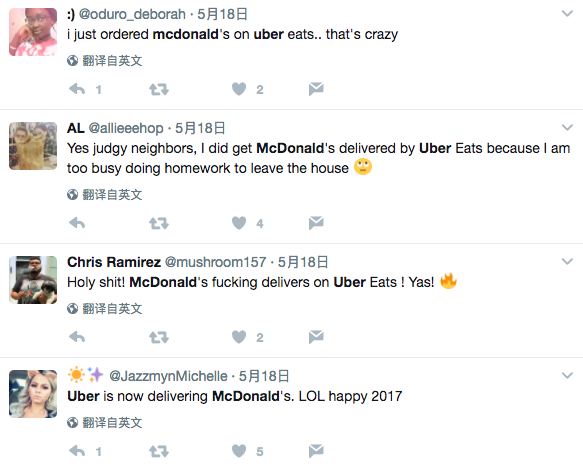 :) @oduro_deborah · 5月18日
i just ordered mcdonald's on uber eats.. that's crazy
翻译自英文
1 2
AL @allieeehop · 5月18日
Yes judgy neighbors, I did get McDonald's delivered by Uber Eats because I am
too busy doing homework to leave the house 🙄
翻译自英文
4
Chris Ramirez @mushroom157 · 5月18日
Holy shit! McDonald's fucking delivers on Uber Eats ! Yas! 🔥
翻译自英文
2
☀️✨ @JazzmynMichelle · 5月18日
Uber is now delivering McDonald's. LOL happy 2017
翻译自英文
1 5